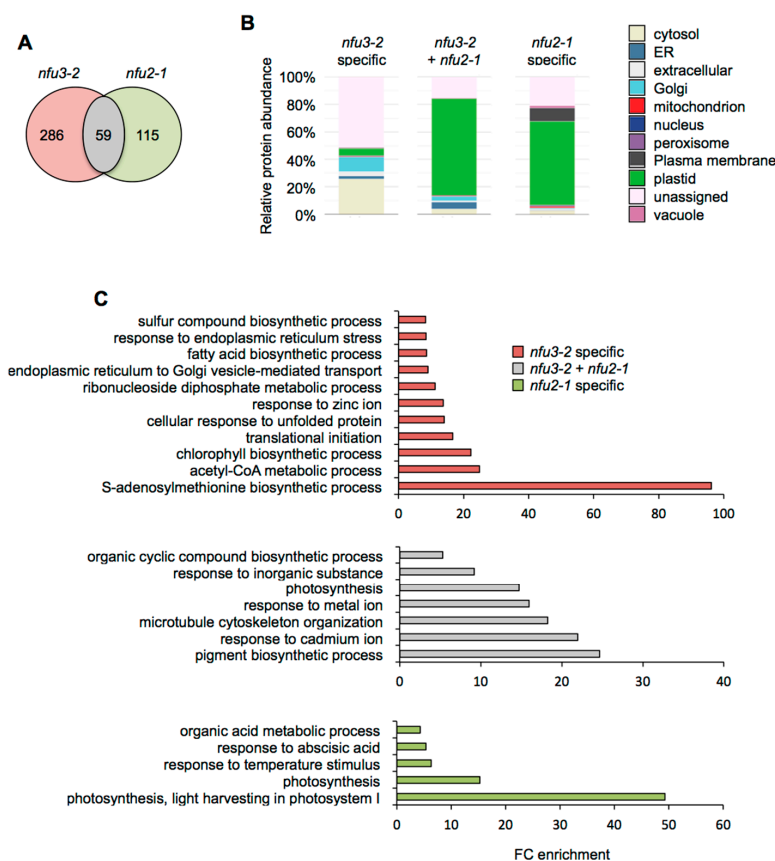 A
nfu3-2
nfu2-1
286
59
115
B
nfu3-2
specific
nfu3-2
+ nfu2-1
nfu2-1
specific
Relative protein abundance
100%
80%
60%
40%
20%
0%
cytosol
ER
extracellular
Golgi
mitochondrion
nucleus
peroxisome
Plasma membrane
plastid
unassigned
vacuole
C
sulfur compound biosynthetic process
response to endoplasmic reticulum stress
fatty acid biosynthetic process
endoplasmic reticulum to Golgi vesicle-mediated transport
ribonucleoside diphosphate metabolic process
response to zinc ion
cellular response to unfolded protein
translational initiation
chlorophyll biosynthetic process
acetyl-CoA metabolic process
S-adenosylmethionine biosynthetic process
0 20 40 60 80 100
nfu3-2 specific
nfu3-2 + nfu2-1
nfu2-1 specific
organic cyclic compound biosynthetic process
response to inorganic substance
photosynthesis
response to metal ion
microtubule cytoskeleton organization
response to cadmium ion
pigment biosynthetic process
0 10 20 30 40
organic acid metabolic process
response to abscisic acid
response to temperature stimulus
photosynthesis
photosynthesis, light harvesting in photosystem I
0 10 20 30 40 50 60
FC enrichment